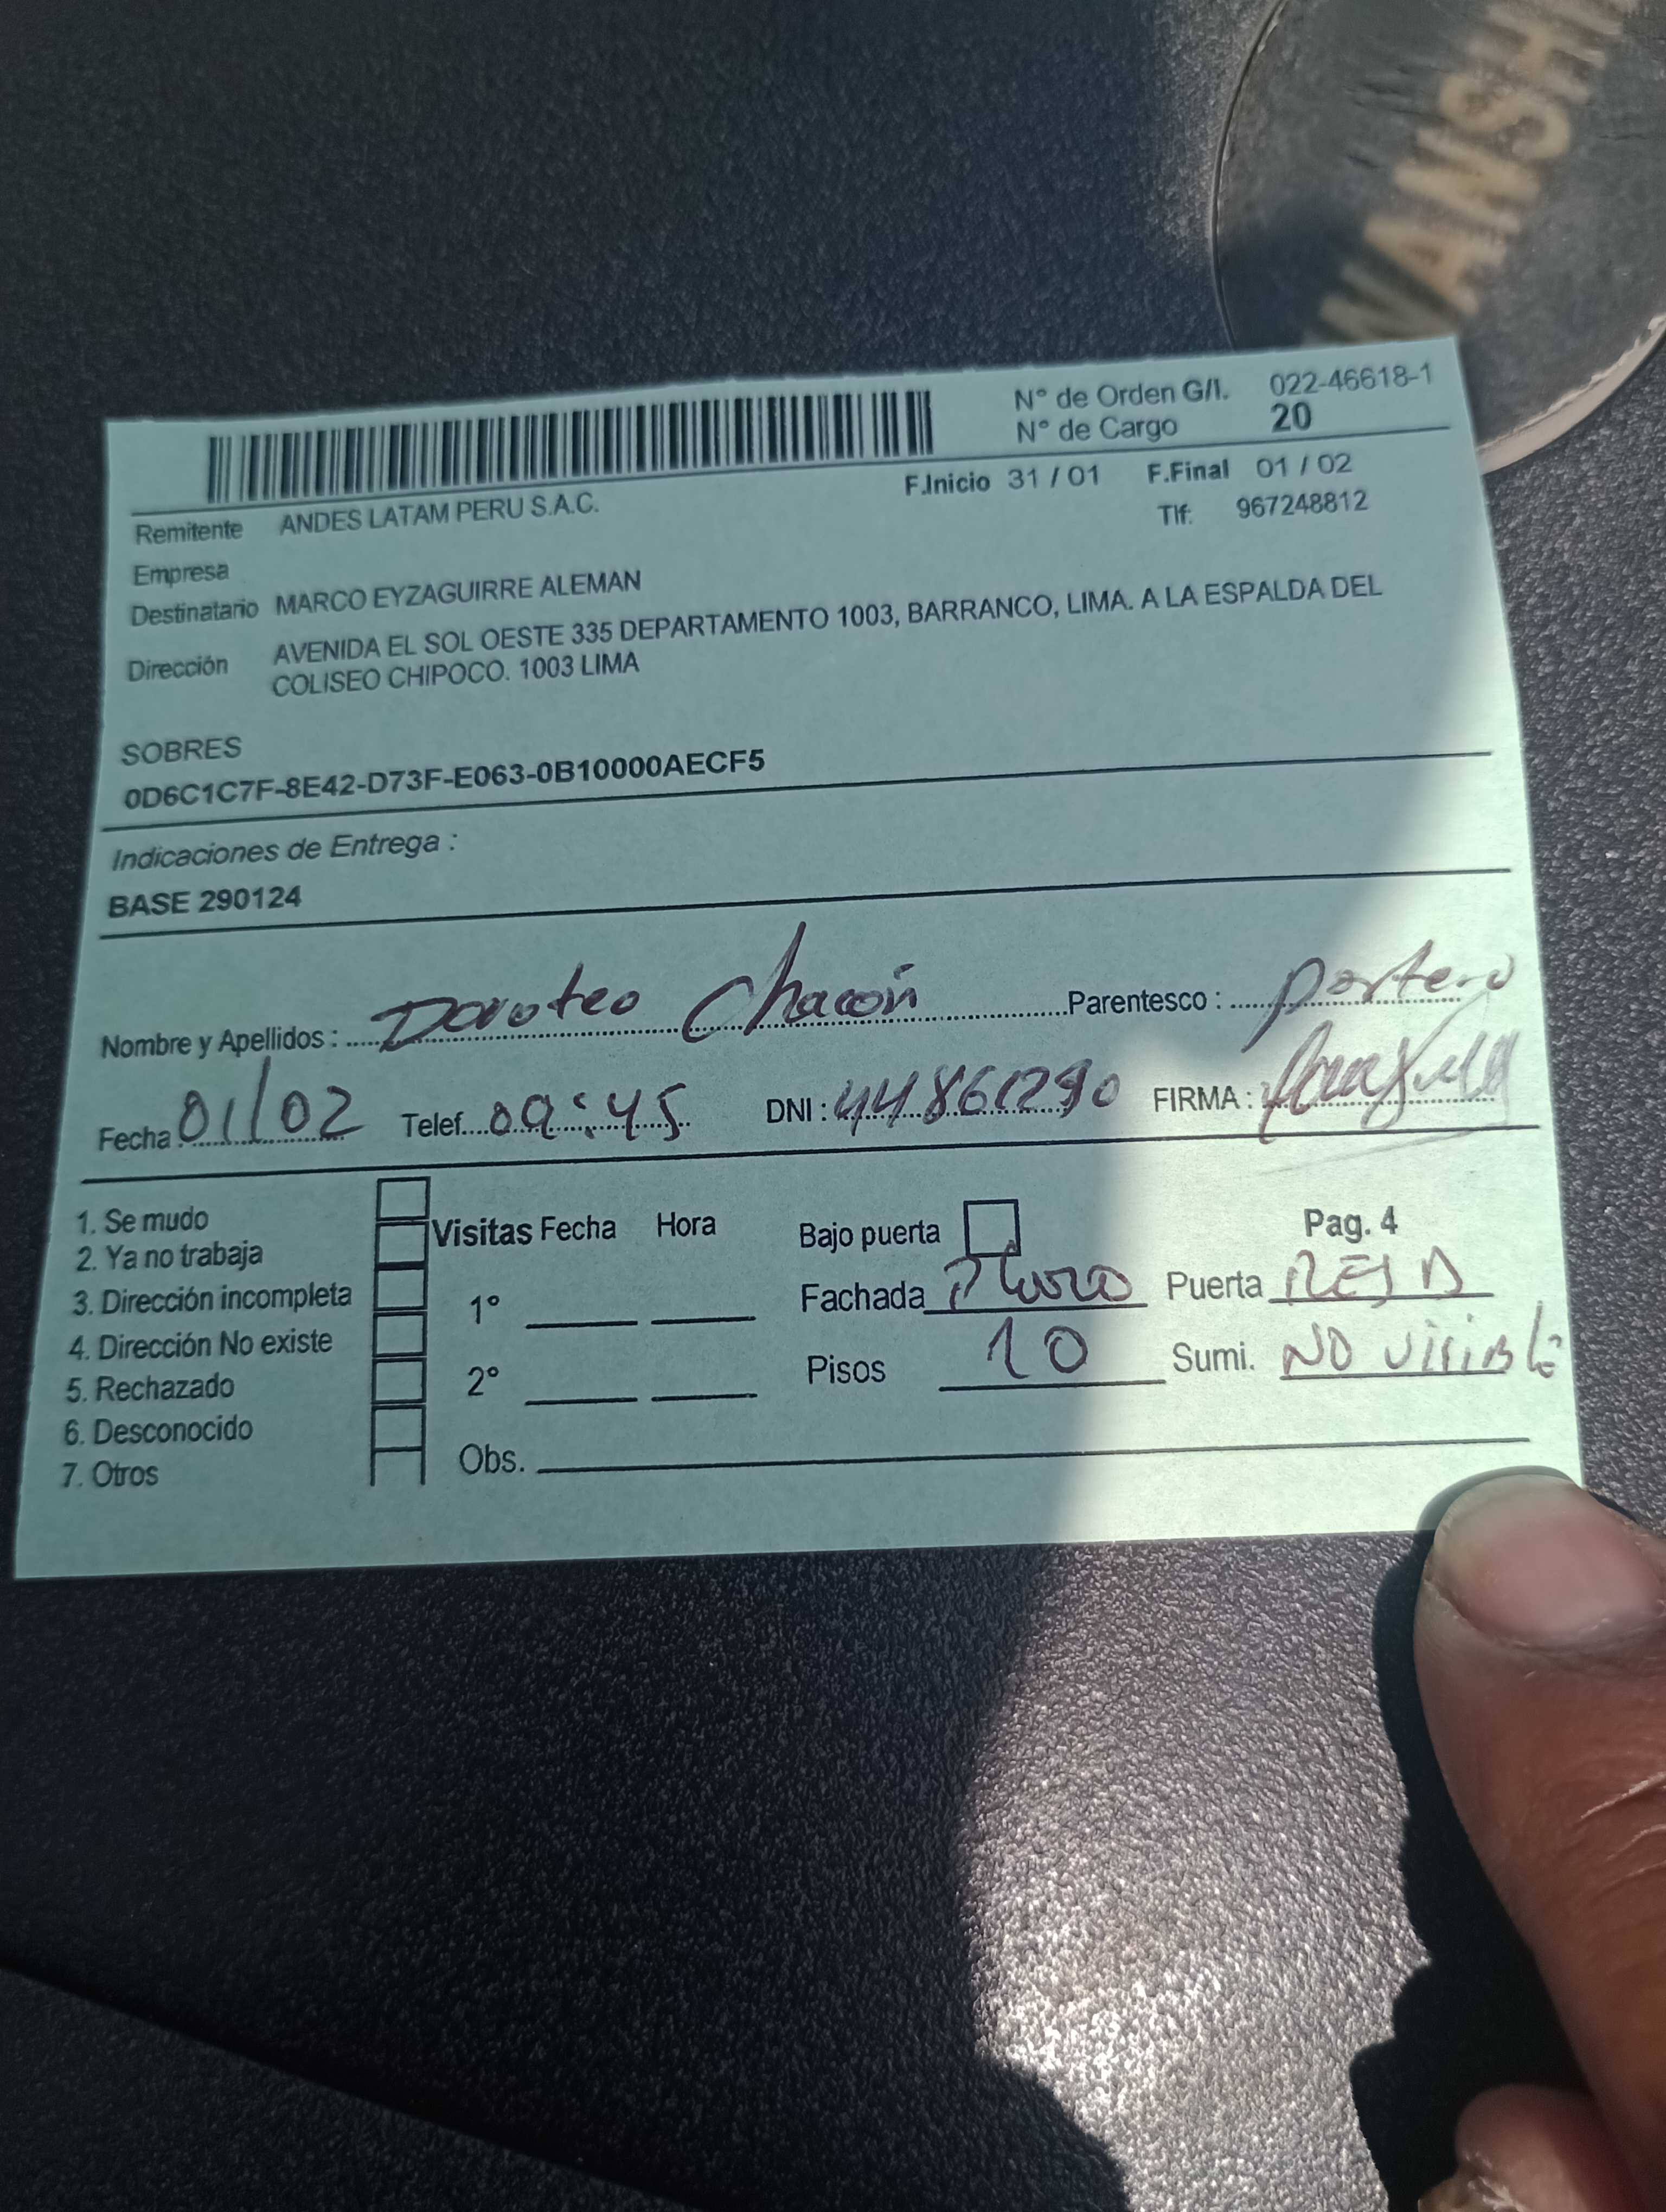 WANSHI
N° de Orden G/I. 022-46618-1
N° de Cargo 20
F.Inicio 31 / 01 F.Final 01 / 02
Remitente ANDES LATAM PERU S.A.C. Tlf: 967248812
Empresa
Destinatario MARCO EYZAGUIRRE ALEMAN
Dirección AVENIDA EL SOL OESTE 335 DEPARTAMENTO 1003, BARRANCO, LIMA. A LA ESPALDA DEL
COLISEO CHIPOCO. 1003 LIMA
SOBRES
0D6C1C7F-8E42-D73F-E063-0B10000AECF5
Indicaciones de Entrega :
BASE 290124
Nombre y Apellidos : Doroteo Chacón Parentesco : Portero
Fecha 01/02 Telef. 09:45 DNI : 44861290 FIRMA :
1. Se mudo
2. Ya no trabaja
3. Dirección incompleta
4. Dirección No existe
5. Rechazado
6. Desconocido
7. Otros
Visitas Fecha Hora
1°
2°
Obs.
Bajo puerta Pag. 4
Fachada Puerta REJA
Pisos 10 Sumi. NO visible